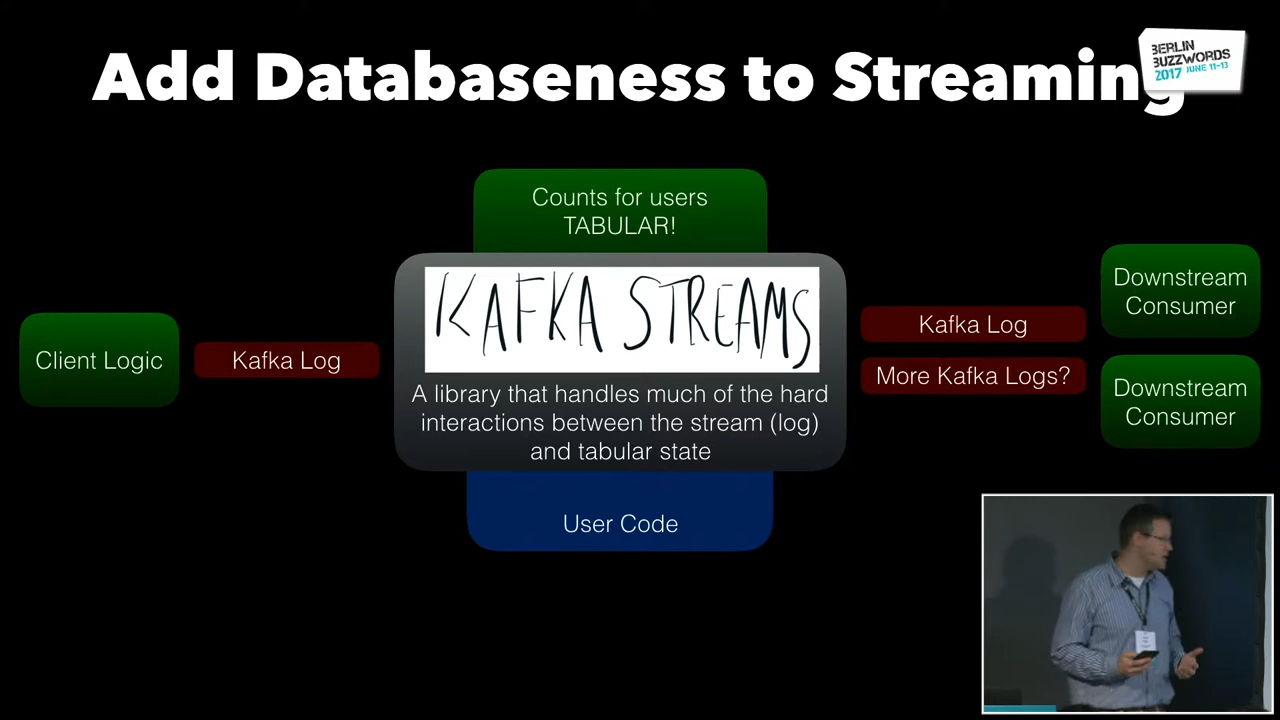 Add Databaseness to Streaming
BERLIN
BUZZWORDS
2017 JUNE 11-13
Counts for users
TABULAR!
KAFKA STREAMS
A library that handles much of the hard
interactions between the stream (log)
and tabular state
User Code
Client Logic
Kafka Log
Kafka Log
More Kafka Logs?
Downstream
Consumer
Downstream
Consumer